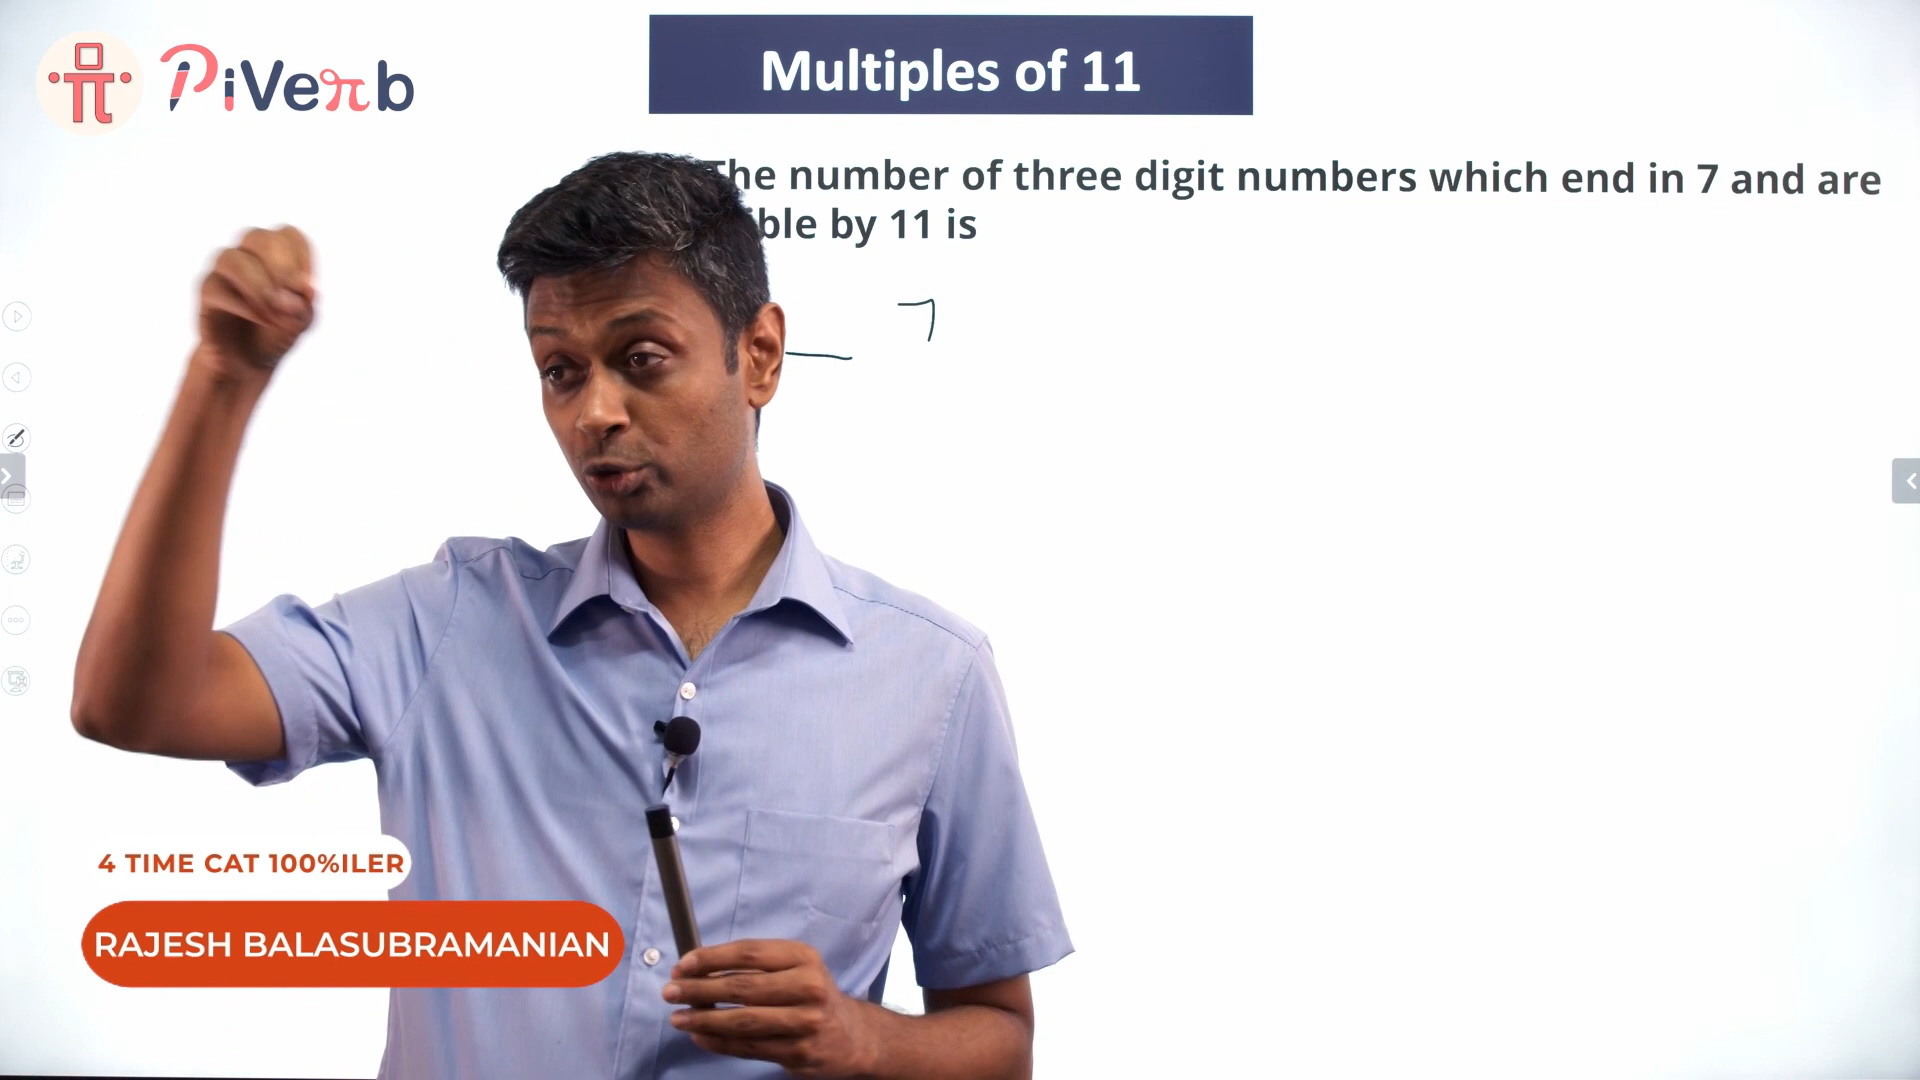 PiVerb
Multiples of 11
The number of three digit numbers which end in 7 and are
ble by 11 is
7
4 TIME CAT 100%ILER
RAJESH BALASUBRAMANIAN